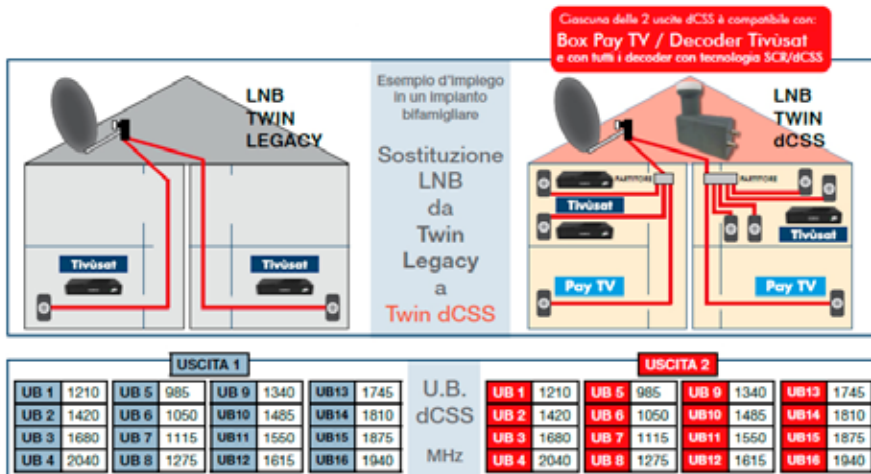 Ciascuna delle 2 uscite dCSS è compatibile con:
Box Pay TV / Decoder Tivùsat
e con tutti i decoder con tecnologia SCR/dCSS
LNB
TWIN
LEGACY
Tivùsat
Tivùsat
Esempio d'impiego
in un impianto
bifamigliare
Sostituzione
LNB
da
Twin
Legacy
a
Twin dCSS
LNB
TWIN
dCSS
PARTITORE
PARTITORE
Tivùsat
Tivùsat
Pay TV
Pay TV
USCITA 1
UB 1 1210 UB 5 985 UB 9 1340 UB13 1745
UB 2 1420 UB 6 1050 UB10 1485 UB14 1810
UB 3 1680 UB 7 1115 UB11 1550 UB15 1875
UB 4 2040 UB 8 1275 UB12 1615 UB16 1940
U.B.
dCSS
MHz
USCITA 2
UB 1 1210 UB 5 985 UB 9 1340 UB13 1745
UB 2 1420 UB 6 1050 UB10 1485 UB14 1810
UB 3 1680 UB 7 1115 UB11 1550 UB15 1875
UB 4 2040 UB 8 1275 UB12 1615 UB16 1940